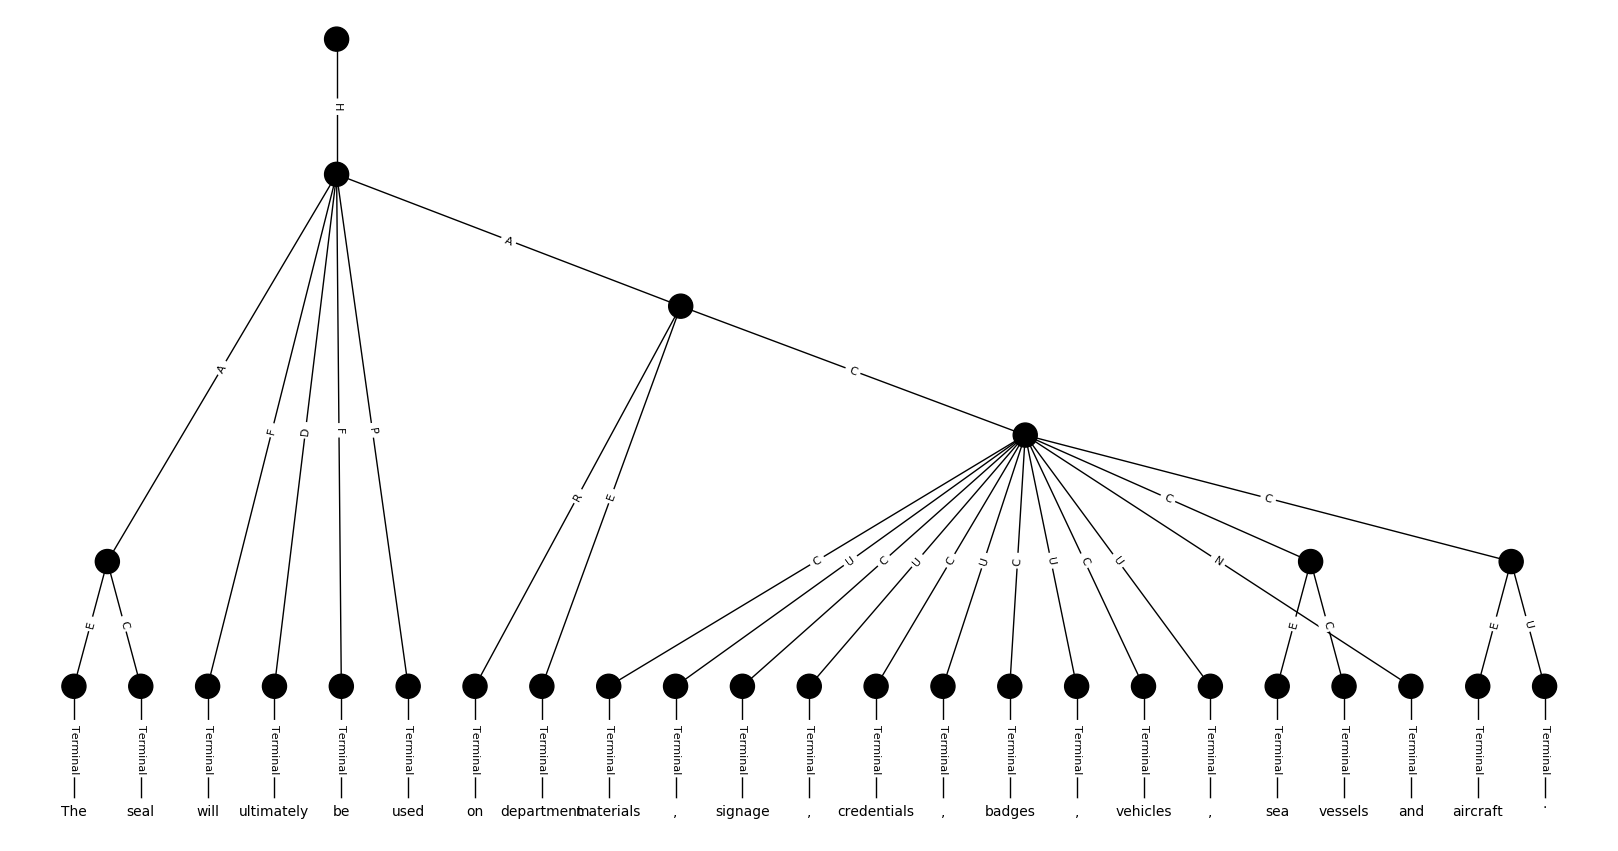 H
A
A
C
F
D
F
P
R
E
C
C
C
U
C
U
C
U
C
U
C
U
N
E
C
E
C
E
U
Terminal Terminal Terminal Terminal Terminal Terminal Terminal Terminal Terminal Terminal Terminal Terminal Terminal Terminal Terminal Terminal Terminal Terminal Terminal Terminal Terminal Terminal Terminal
The seal will ultimately be used on department materials , signage , credentials , badges , vehicles , sea vessels and aircraft .